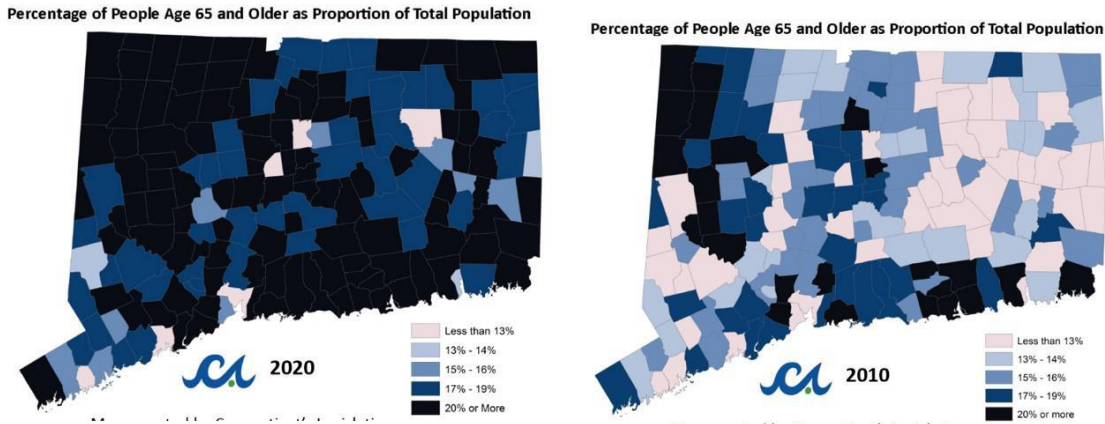 Percentage of People Age 65 and Older as Proportion of Total Population
Less than 13%
13% - 14%
15% - 16%
17% - 19%
20% or More
2020
Percentage of People Age 65 and Older as Proportion of Total Population
Less than 13%
13% - 14%
15% - 16%
17% - 19%
20% or more
2010